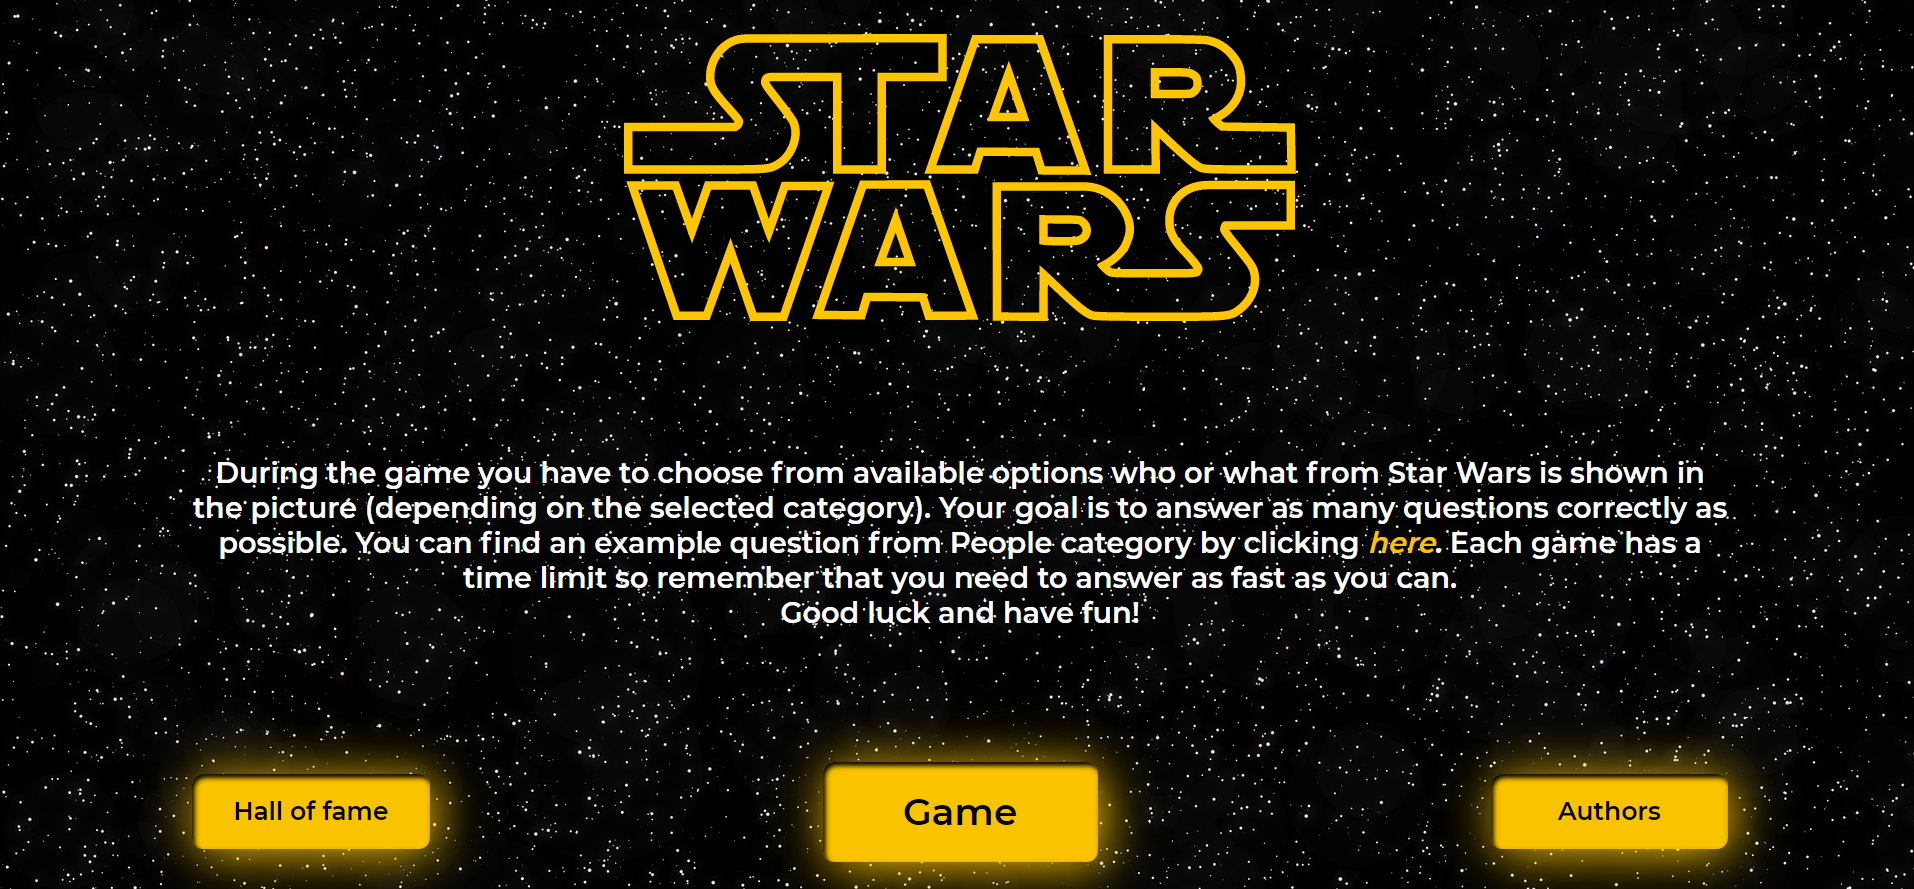 STAR
WARS
During the game you have to choose from available options who or what from Star Wars is shown in
the picture (depending on the selected category). Your goal is to answer as many questions correctly as
possible. You can find an example question from People category by clicking here. Each game has a
time limit so remember that you need to answer as fast as you can.
Good luck and have fun!
Hall of fame
Game
Authors